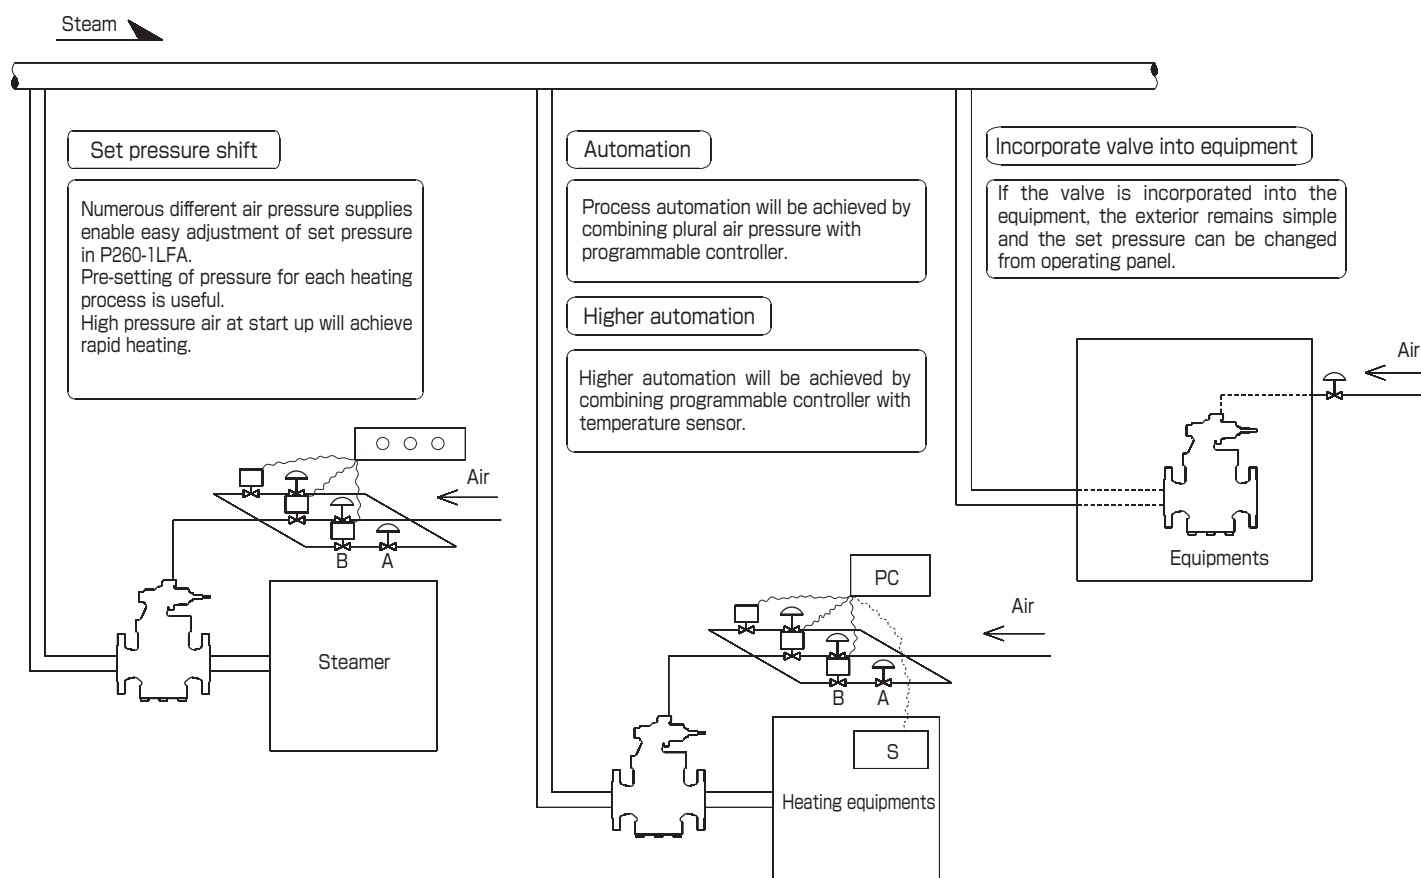 Steam
Set pressure shift
Numerous different air pressure supplies
enable easy adjustment of set pressure
in P260-1LFA.
Pre-setting of pressure for each heating
process is useful.
High pressure air at start up will achieve
rapid heating.
Air
B
A
Steamer
Automation
Process automation will be achieved by
combining plural air pressure with
programmable controller.
Higher automation
Higher automation will be achieved by
combining programmable controller with
temperature sensor.
PC
Air
B
A
S
Heating equipments
Incorporate valve into equipment
If the valve is incorporated into the
equipment, the exterior remains simple
and the set pressure can be changed
from operating panel.
Air
Equipments